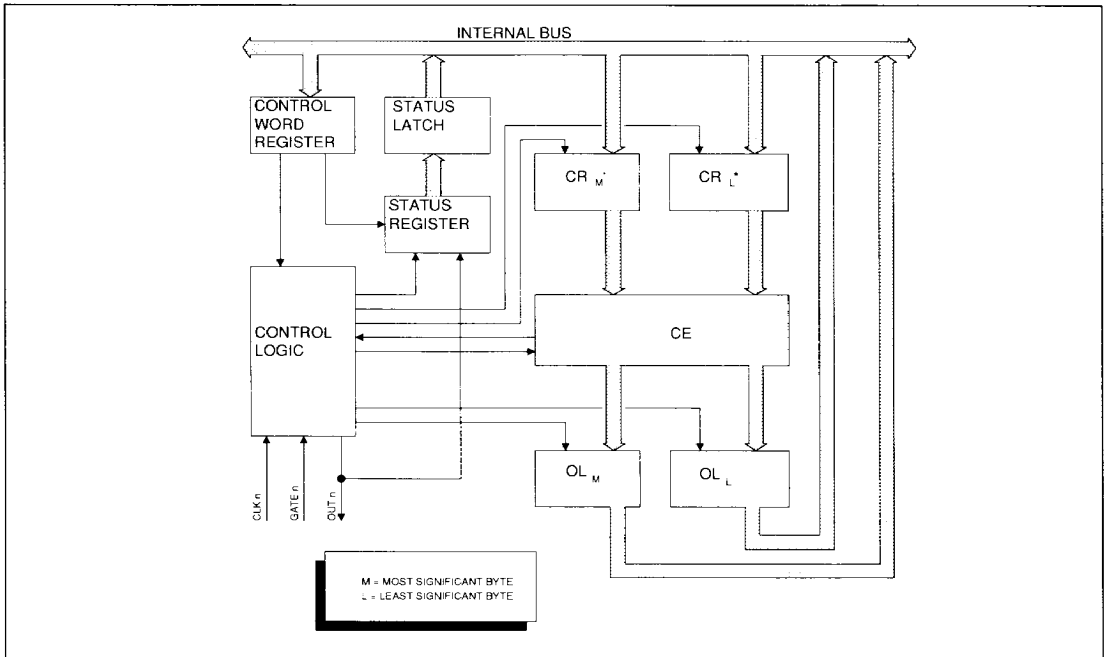 INTERNAL BUS
CONTROL
WORD
REGISTER
STATUS
LATCH
CR M*
CR L*
STATUS
REGISTER
CONTROL
LOGIC
CE
OL M
OL L
CLK n
GATE n
OUT n
M = MOST SIGNIFICANT BYTE
L = LEAST SIGNIFICANT BYTE